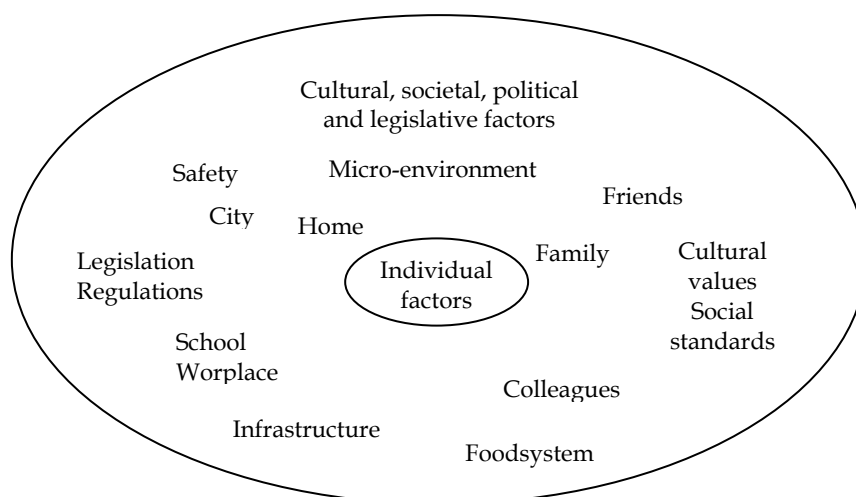 Cultural, societal, political
and legislative factors
Micro-environment
Safety
Friends
City
Home
Family
Cultural
values
Social
standards
Legislation
Regulations
Individual
factors
School
Worplace
Colleagues
Infrastructure
Foodsystem